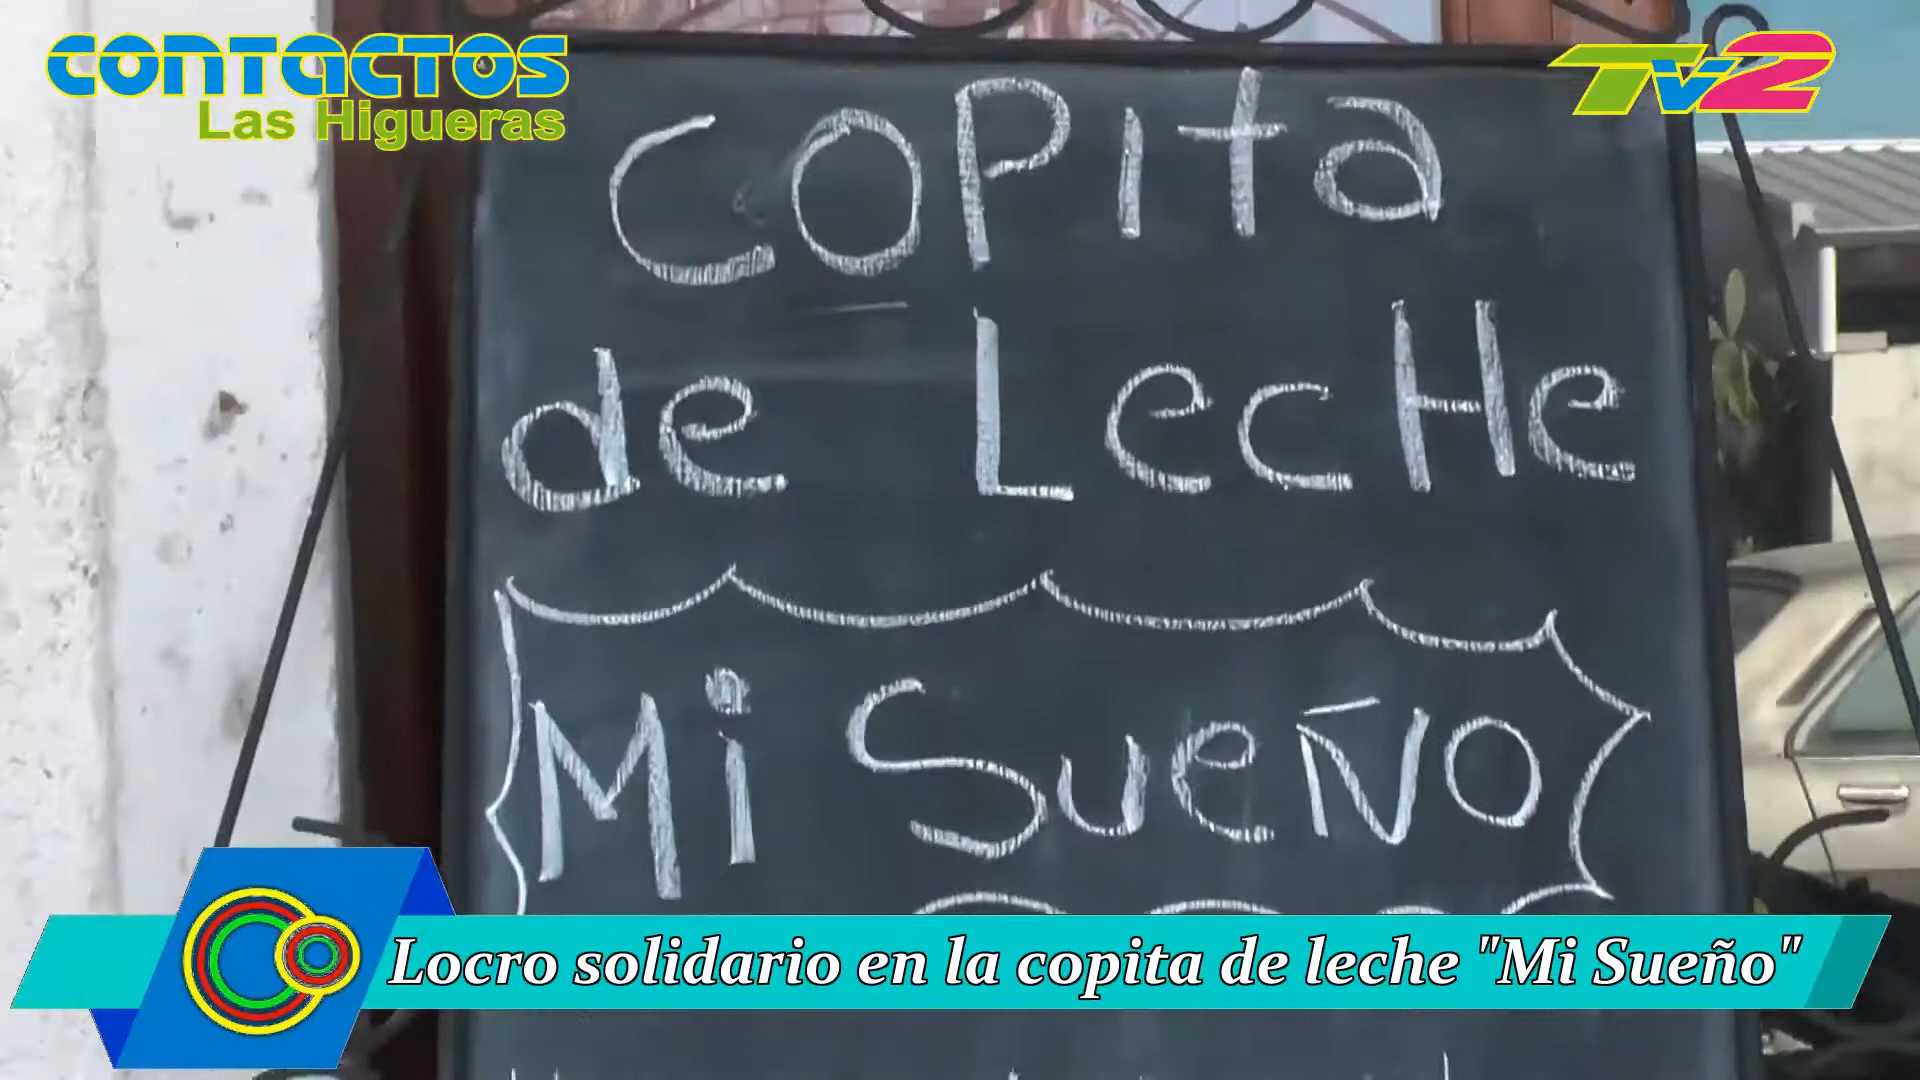 CONTACTOS
Las Higueras
TV2
COPita
de LecHe
Mi SueÑo
Locro solidario en la copita de leche "Mi Sueño"